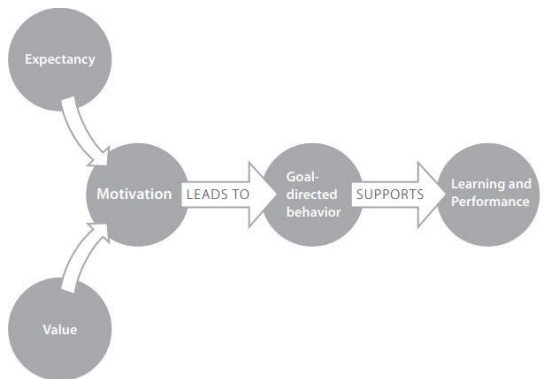 Expectancy
Motivation
LEADS TO
Goal-
directed
behavior
SUPPORTS
Learning and
Performance
Value